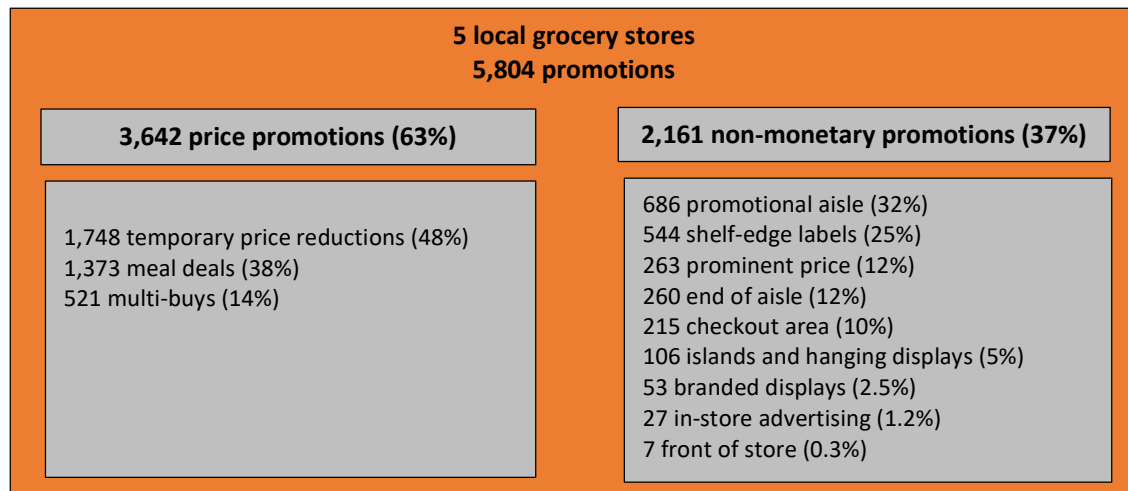 5 local grocery stores
5,804 promotions
3,642 price promotions (63%)
1,748 temporary price reductions (48%)
1,373 meal deals (38%)
521 multi-buys (14%)
2,161 non-monetary promotions (37%)
686 promotional aisle (32%)
544 shelf-edge labels (25%)
263 prominent price (12%)
260 end of aisle (12%)
215 checkout area (10%)
106 islands and hanging displays (5%)
53 branded displays (2.5%)
27 in-store advertising (1.2%)
7 front of store (0.3%)